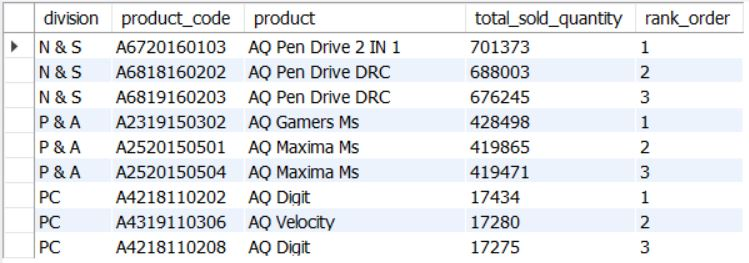 division product_code product total_sold_quantity rank_order
N & S A6720160103 AQ Pen Drive 2 IN 1 701373 1
N & S A6818160202 AQ Pen Drive DRC 688003 2
N & S A6819160203 AQ Pen Drive DRC 676245 3
P & A A2319150302 AQ Gamers Ms 428498 1
P & A A2520150501 AQ Maxima Ms 419865 2
P & A A2520150504 AQ Maxima Ms 419471 3
PC A4218110202 AQ Digit 17434 1
PC A4319110306 AQ Velocity 17280 2
PC A4218110208 AQ Digit 17275 3